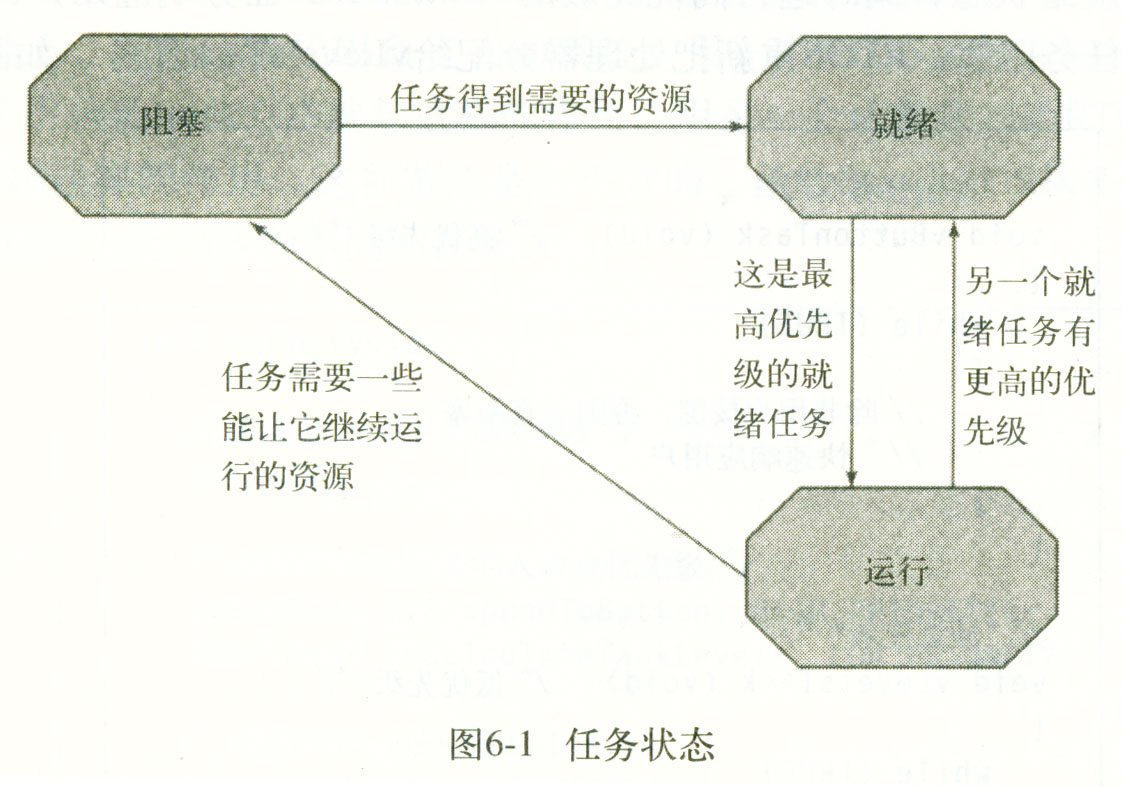 任务得到需要的资源
阻塞
就绪
这是最
高优先
级的就
绪任务
另一个就
绪任务有
更高的优
先级
任务需要一些
能让它继续运
行的资源
运行
图6-1 任务状态